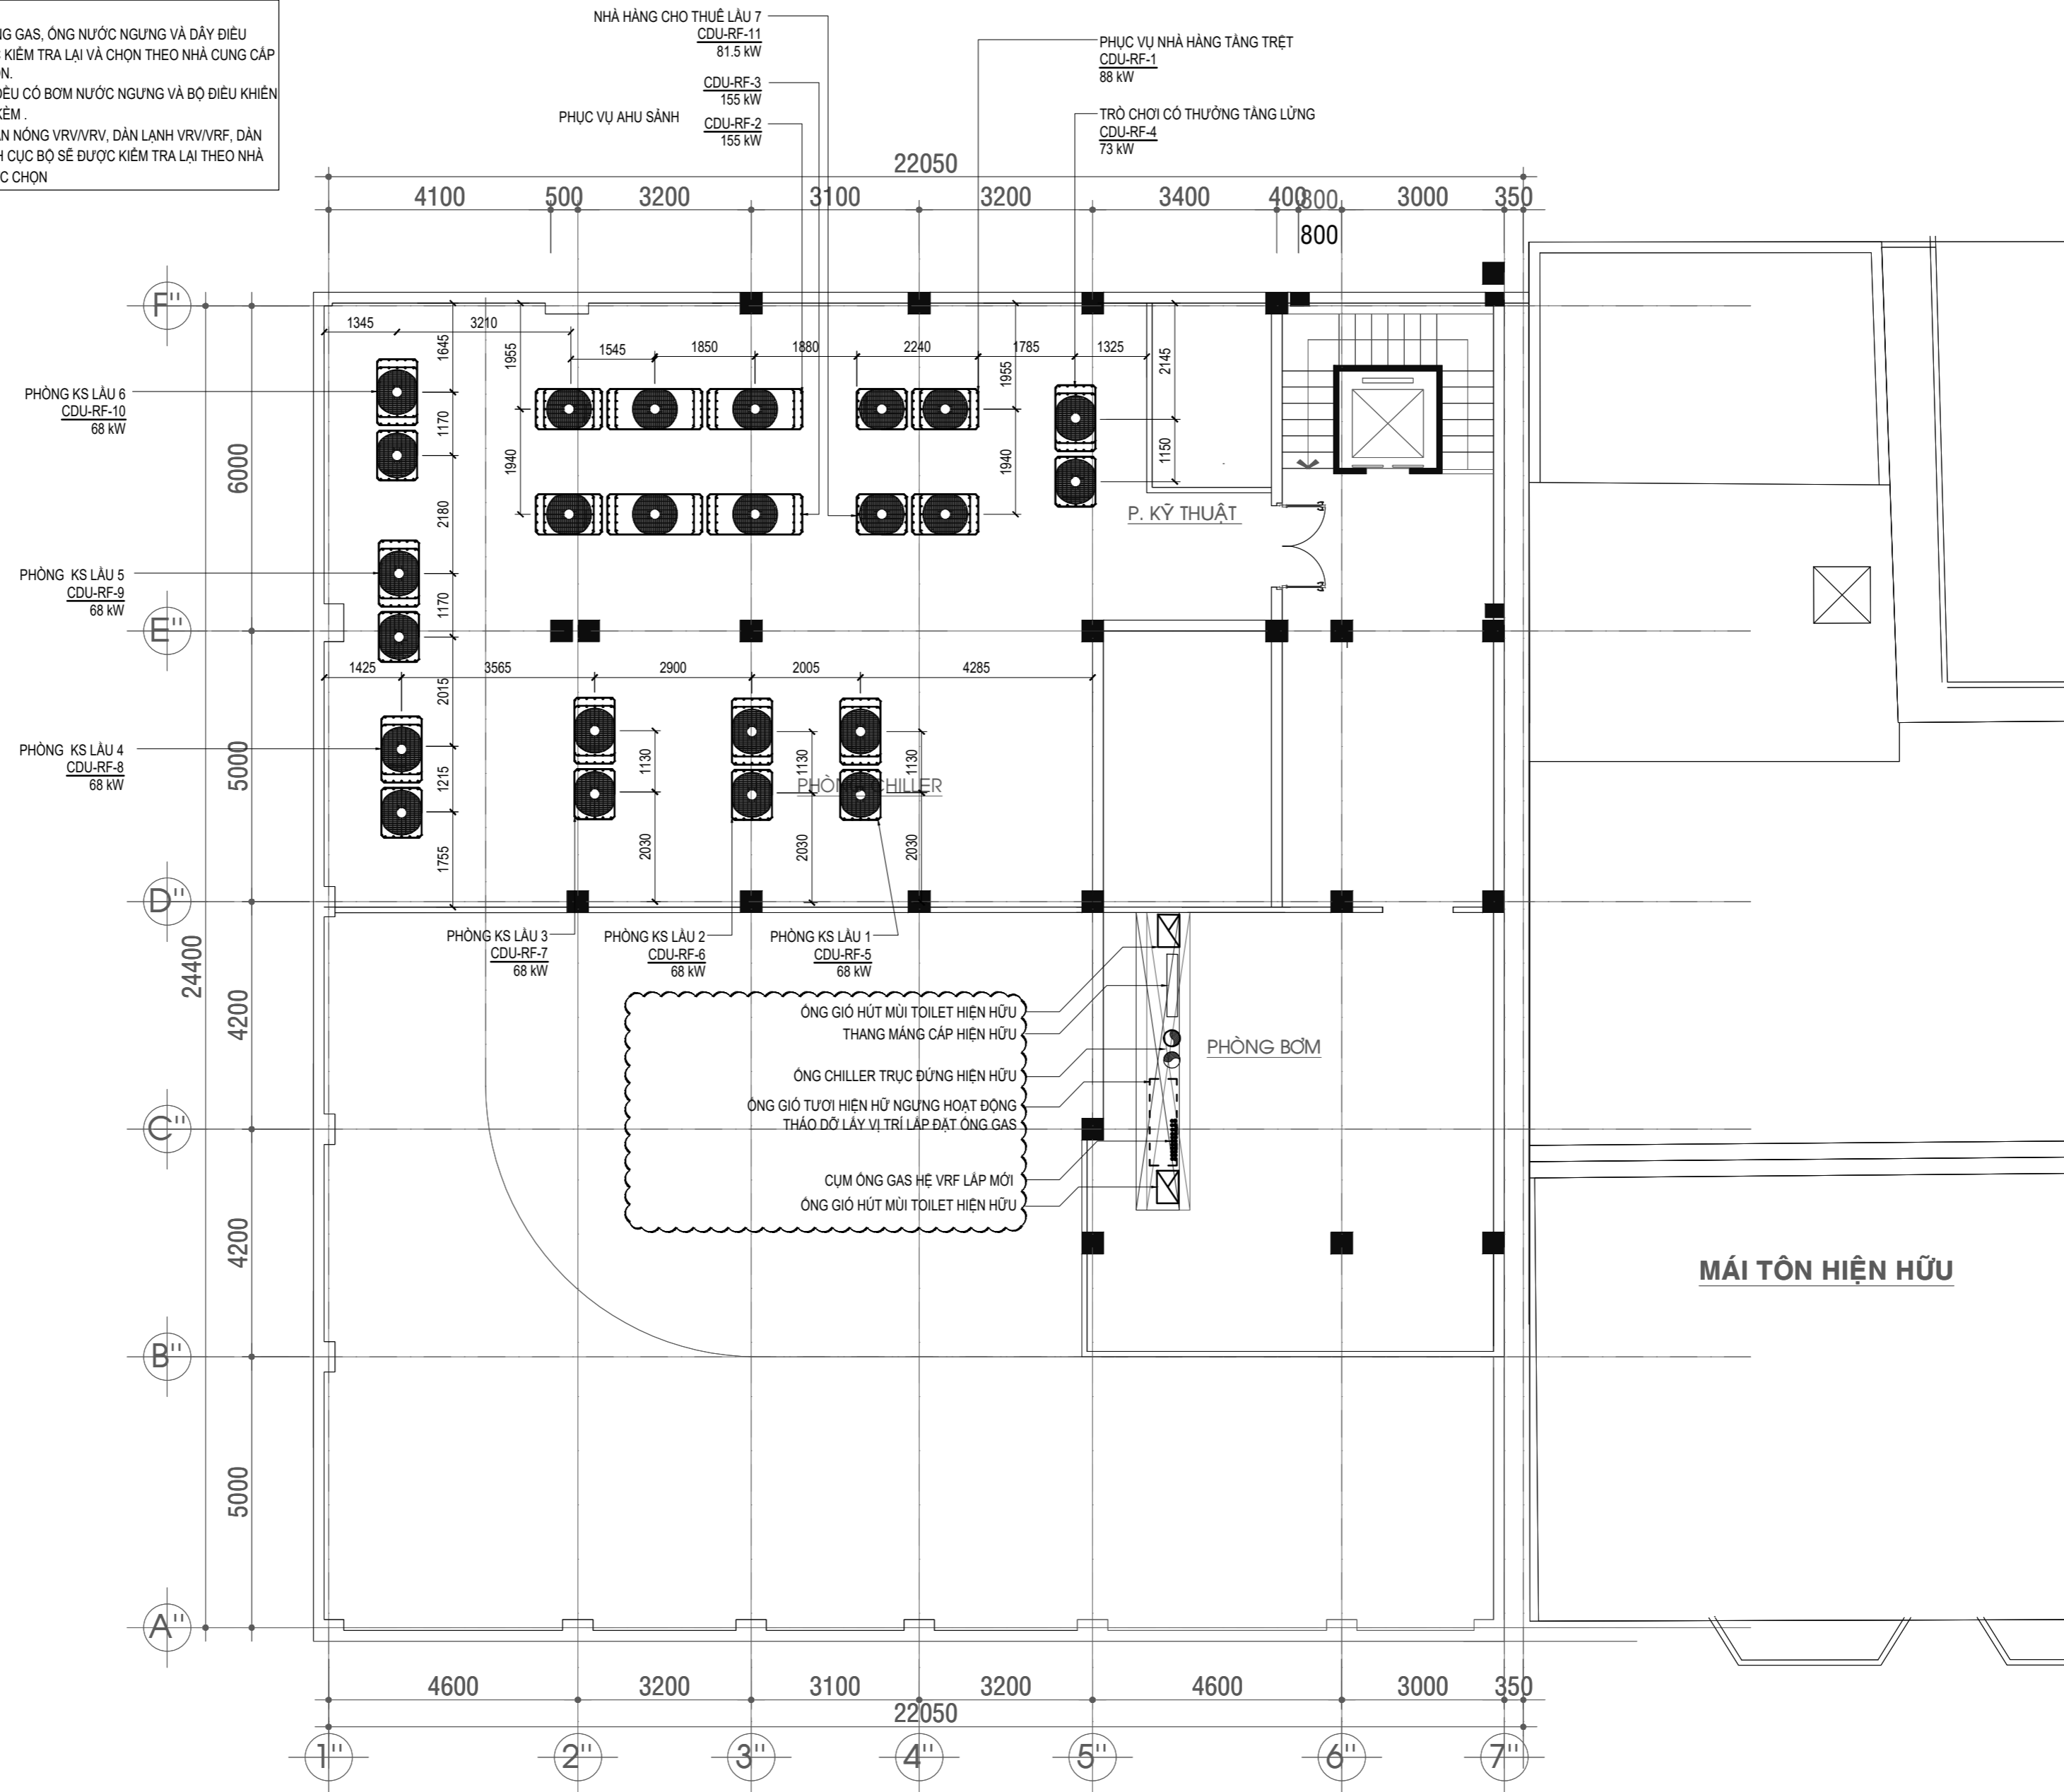 GAS, ỐNG NƯỚC NGƯNG VÀ DÂY ĐIỀU
KIỂM TRA LẠI VÀ CHỌN THEO NHÀ CUNG CẤP
ĐỀU CÓ BƠM NƯỚC NGƯNG VÀ BỘ ĐIỀU KHIỂN
KÈM .
NÓNG VRV/VRV, DÀN LẠNH VRV/VRF, DÀN
CỤC BỘ SẼ ĐƯỢC KIỂM TRA LẠI THEO NHÀ
CHỌN
NHÀ HÀNG CHO THUÊ LẦU 7
CDU-RF-11
81.5 kW
CDU-RF-3
155 kW
PHỤC VỤ AHU SẢNH
CDU-RF-2
155 kW
PHỤC VỤ NHÀ HÀNG TẦNG TRỆT
CDU-RF-1
88 kW
TRÒ CHƠI CÓ THƯỞNG TẦNG LỬNG
CDU-RF-4
73 kW
22050
4100 500 3200 3100 3200 3400 400 800 3000 350
800
F''
1345 3210 1645 1955 1545 1850 1880 2240 1785 1325 1955 2145
PHÒNG KS LẦU 6
CDU-RF-10
68 kW
1170
1940
1940
1150
6000
2180
P. KỸ THUẬT
PHÒNG KS LẦU 5
CDU-RF-9
68 kW
1170
E''
1425 3565 2900 2005 4285
2015
PHÒNG KS LẦU 4
CDU-RF-8
68 kW
5000
1215
1130 1130 1130
PHÒNG CHILLER
1755
2030 2030 2030
D''
PHÒNG KS LẦU 3
CDU-RF-7
68 kW
PHÒNG KS LẦU 2
CDU-RF-6
68 kW
PHÒNG KS LẦU 1
CDU-RF-5
68 kW
24400
4200
ỐNG GIÓ HÚT MÙI TOILET HIỆN HỮU
THANG MÁNG CÁP HIỆN HỮU
ỐNG CHILLER TRỤC ĐỨNG HIỆN HỮU
ỐNG GIÓ TƯƠI HIỆN HỮ NGƯNG HOẠT ĐỘNG
THÁO DỠ LẤY VỊ TRÍ LẮP ĐẶT ỐNG GAS
CỤM ỐNG GAS HỆ VRF LẮP MỚI
ỐNG GIÓ HÚT MÙI TOILET HIỆN HỮU
PHÒNG BƠM
C''
4200
MÁI TÔN HIỆN HỮU
B''
5000
A''
4600 3200 3100 3200 4600 3000 350
22050
1'' 2'' 3'' 4'' 5'' 6'' 7''